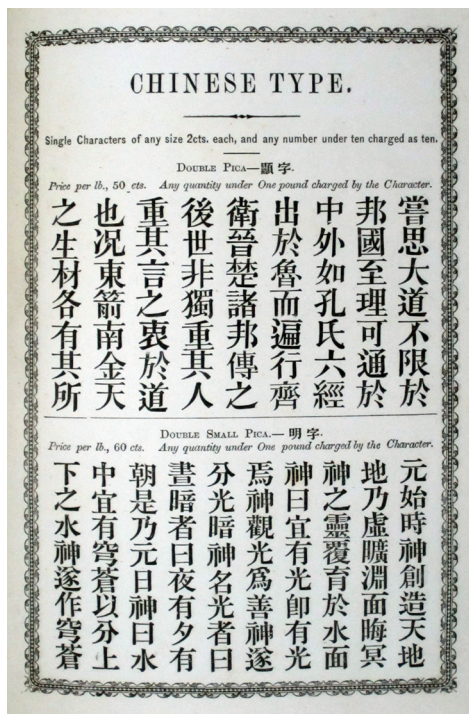 CHINESE TYPE.
Single Characters of any size 2cts. each, and any number under ten charged as ten.
DOUBLE PICA—顯字.
Price per lb., 50 cts. Any quantity under One pound charged by the Character.
嘗思大道不限於
邦國至理可通於
中外如孔氏六經
出於魯而遍行齊
衛晉楚諸邦傳之
後世非獨重其人
重其言之衷於道
也况東箭南金天
之生材各有其所
DOUBLE SMALL PICA.—明字.
Price per lb., 60 cts. Any quantity under One pound charged by the Character.
元始時神創造天地
地乃虛曠淵面晦冥
神之靈覆育於水面
神曰宜有光卽有光
焉神觀光爲善神遂
分光暗神名光者曰
晝暗者曰夜有夕有
朝是乃元日神曰水
中宜有穹蒼以分上
下之水神遂作穹蒼